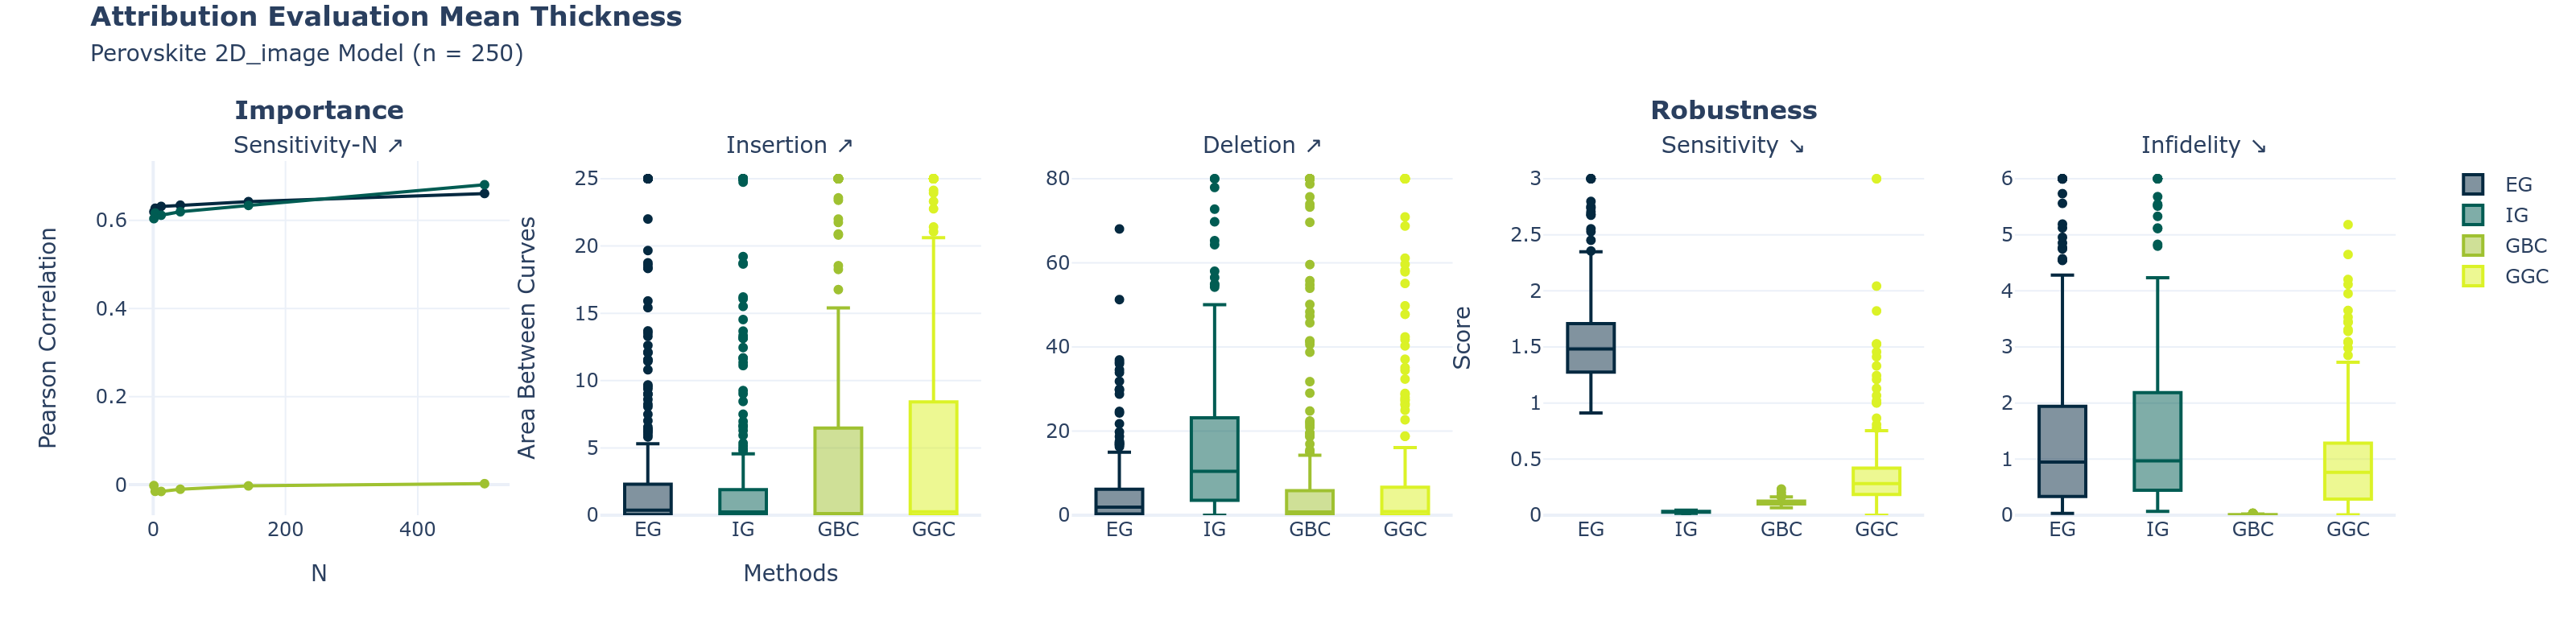 Attribution Evaluation Mean Thickness
Perovskite 2D_image Model (n = 250)
Importance
Robustness
Sensitivity-N ↗
Insertion ↗
Deletion ↗
Sensitivity ↘
Infidelity ↘
Pearson Correlation
0.6
0.4
0.2
0
0 200 400
N
Area Between Curves
25
20
15
10
5
0
EG IG GBC GGC
Methods
80
60
40
20
0
EG IG GBC GGC
Score
3
2.5
2
1.5
1
0.5
0
EG IG GBC GGC
6
5
4
3
2
1
0
EG IG GBC GGC
EG
IG
GBC
GGC